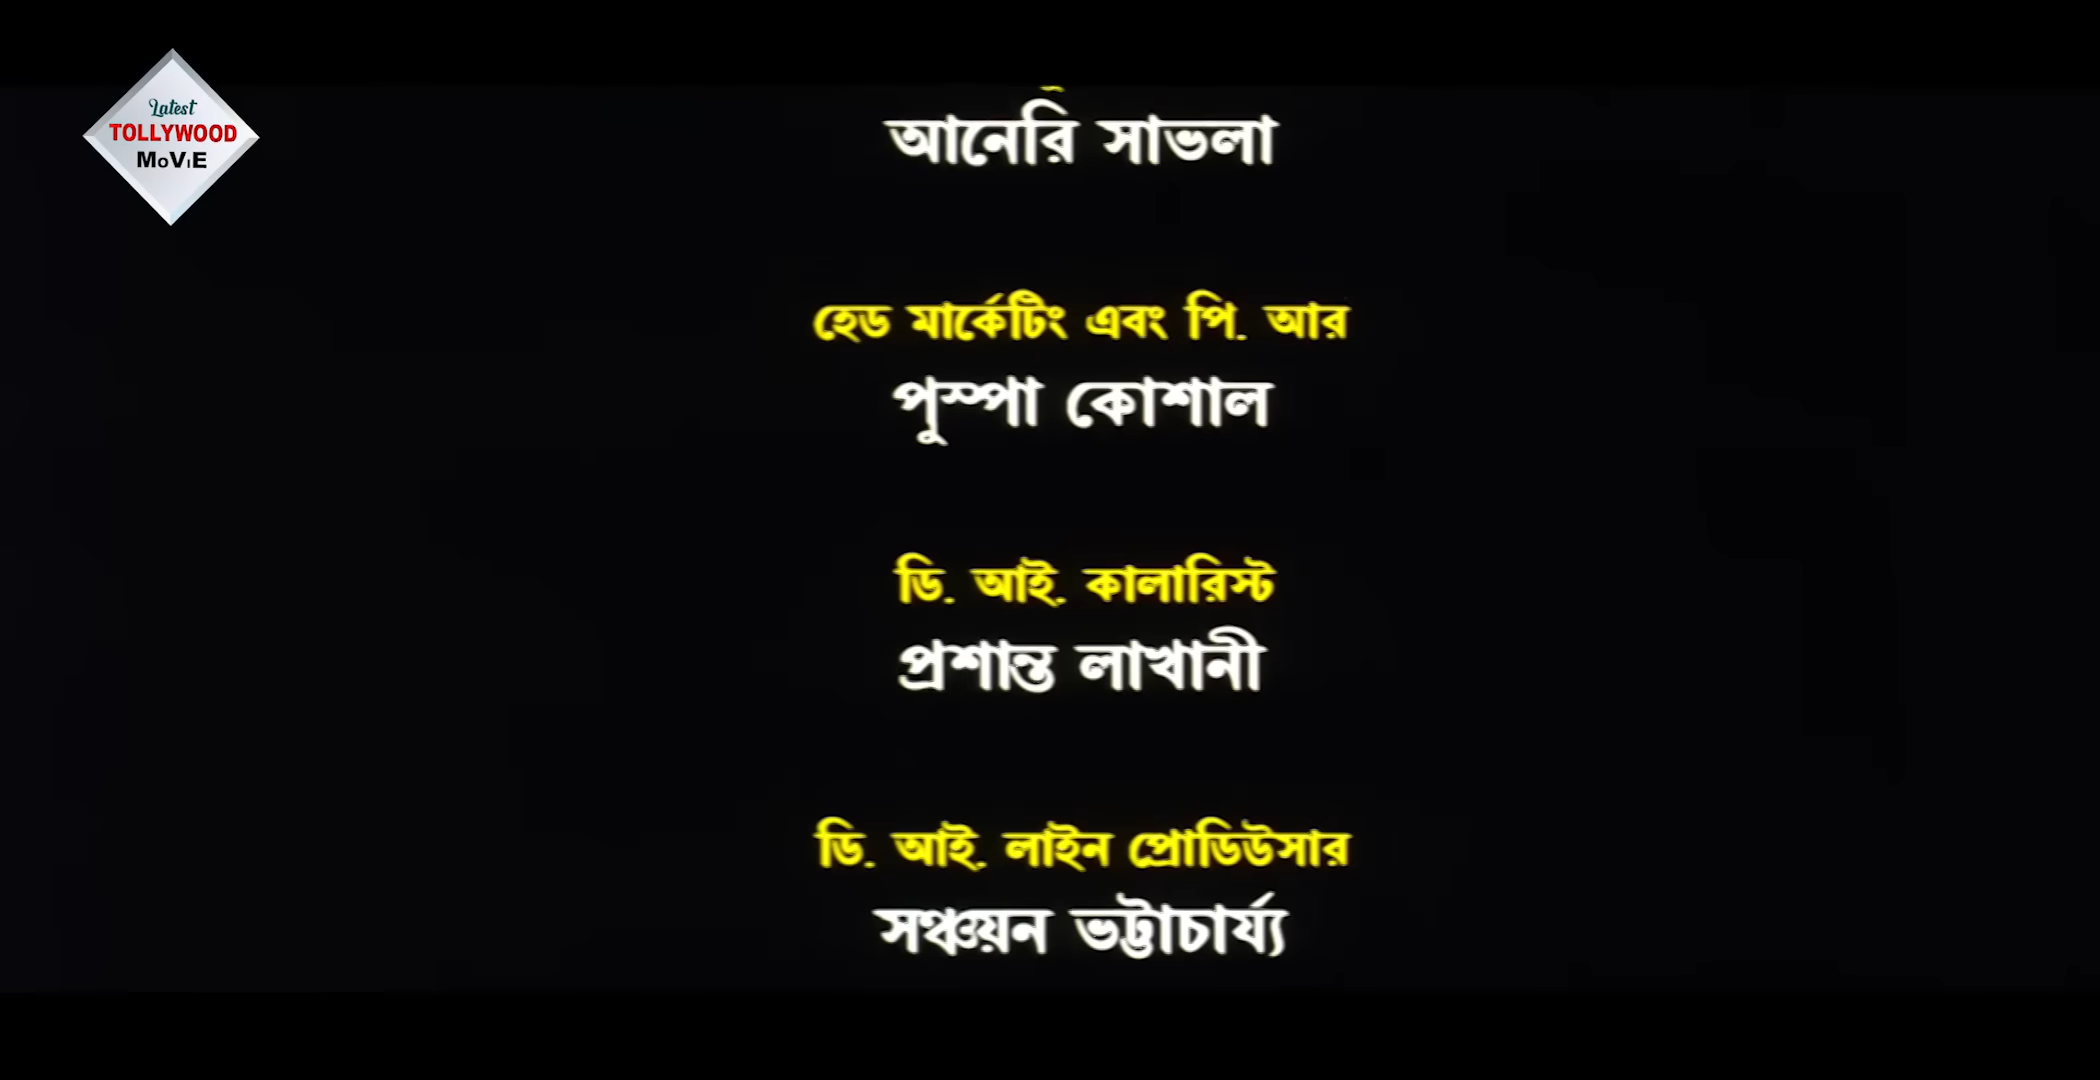 Latest
TOLLYWOOD
MoViE
আনেরি সাভলা
হেড মার্কেটিং এবং পি. আর
পুস্পা কোশাল
ডি. আই. কালারিস্ট
প্রশান্ত লাখানী
ডি. আই. লাইন প্রোডিউসার
সঞ্চয়ন ভট্টাচার্য্য